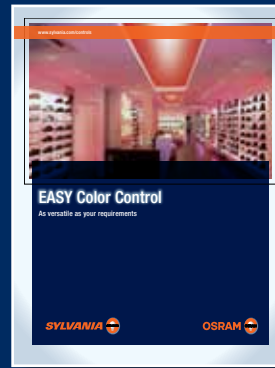 www.sylvania.com/controls
EASY Color Control
As versatile as your requirements
SYLVANIA
OSRAM